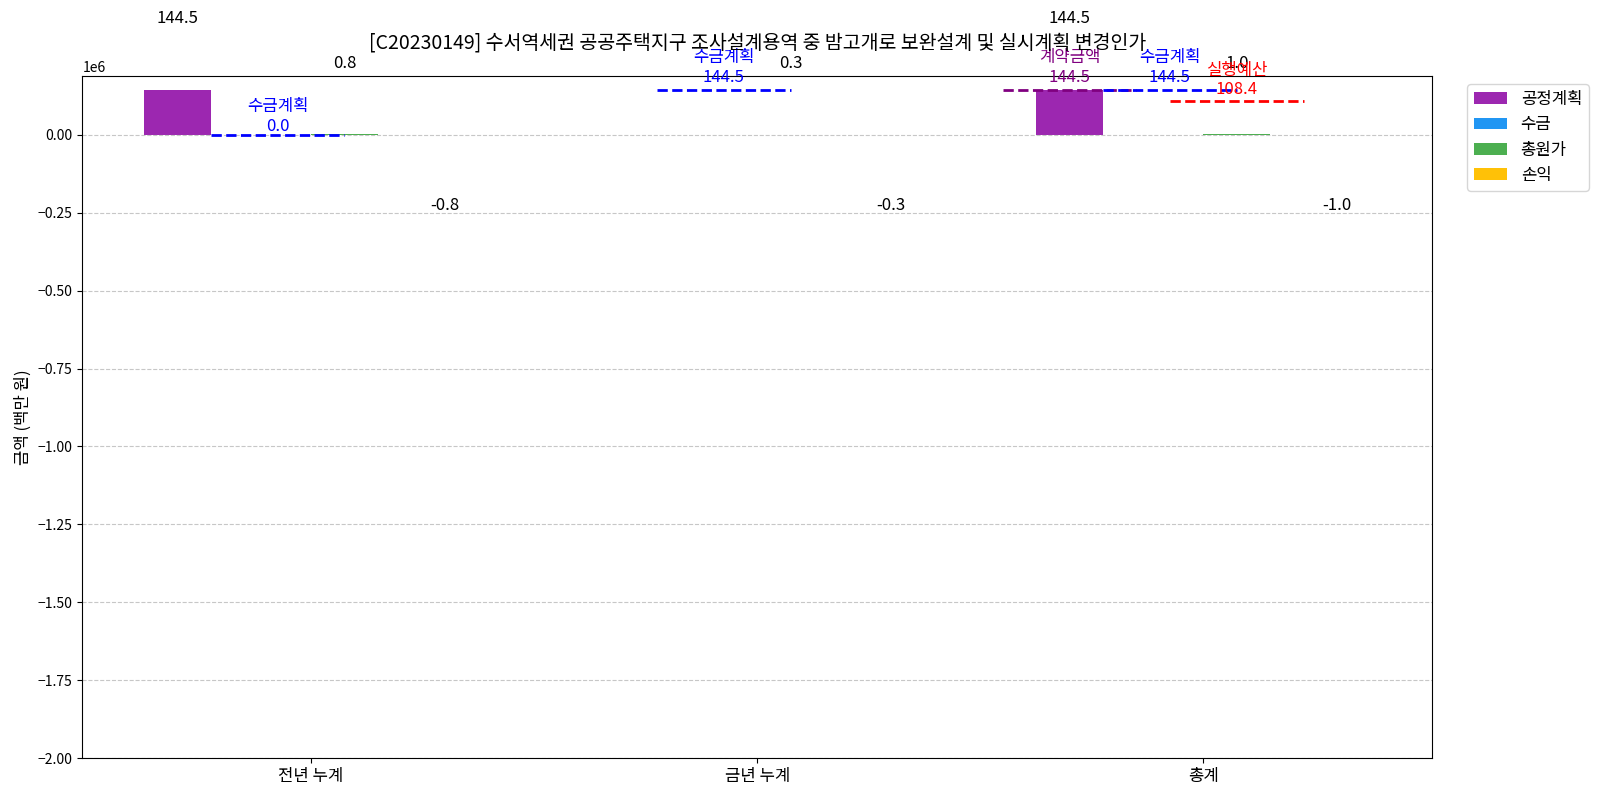 144.5
144.5
[C20230149] 수서역세권 공공주택지구 조사설계용역 중 밤고개로 보완설계 및 실시계획 변경인가
0.8
수금계획
144.5
0.3
계약금액
144.5
수금계획
144.5
1.0
실행예산
108.4
1e6
수금계획
0.0
공정계획
수금
총원가
손익
-0.8
-0.3
-1.0
0.00
−0.25
−0.50
−0.75
−1.00
−1.25
−1.50
−1.75
−2.00
금액 (백만 원)
전년 누계
금년 누계
총계